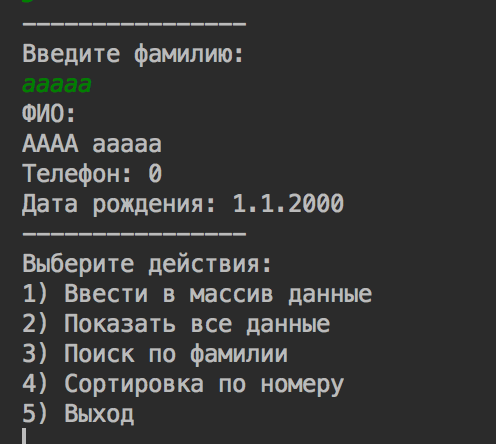 ----------------
Введите фамилию:
ааааа
ФИО:
АААА ааааа
Телефон: 0
Дата рождения: 1.1.2000
----------------
Выберите действия:
1) Ввести в массив данные
2) Показать все данные
3) Поиск по фамилии
4) Сортировка по номеру
5) Выход